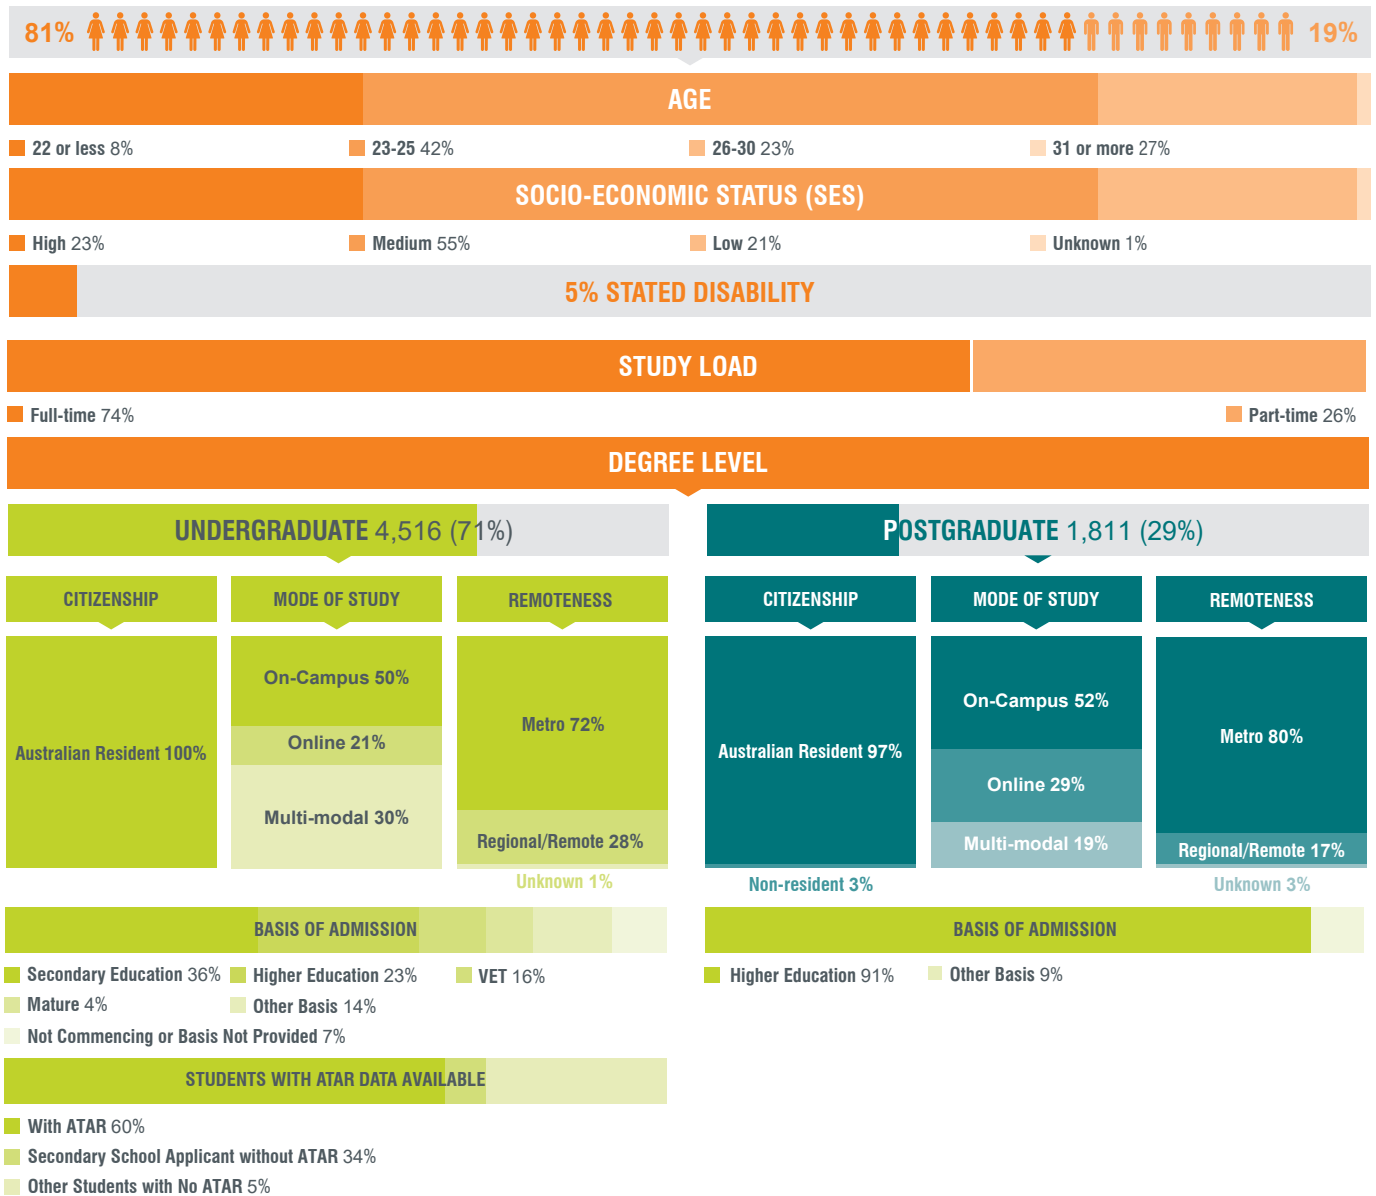 81% 19%
AGE
22 or less 8% 23-25 42% 26-30 23% 31 or more 27%
SOCIO-ECONOMIC STATUS (SES)
High 23% Medium 55% Low 21% Unknown 1%
5% STATED DISABILITY
STUDY LOAD
Full-time 74% Part-time 26%
DEGREE LEVEL
UNDERGRADUATE 4,516 (71%)
CITIZENSHIP MODE OF STUDY REMOTENESS
Australian Resident 100%
On-Campus 50%
Online 21%
Multi-modal 30%
Metro 72%
Regional/Remote 28%
Unknown 1%
BASIS OF ADMISSION
Secondary Education 36% Higher Education 23% VET 16%
Mature 4% Other Basis 14%
Not Commencing or Basis Not Provided 7%
STUDENTS WITH ATAR DATA AVAILABLE
With ATAR 60%
Secondary School Applicant without ATAR 34%
Other Students with No ATAR 5%
POSTGRADUATE 1,811 (29%)
CITIZENSHIP MODE OF STUDY REMOTENESS
Australian Resident 97%
Non-resident 3%
On-Campus 52%
Online 29%
Multi-modal 19%
Metro 80%
Regional/Remote 17%
Unknown 3%
BASIS OF ADMISSION
Higher Education 91% Other Basis 9%